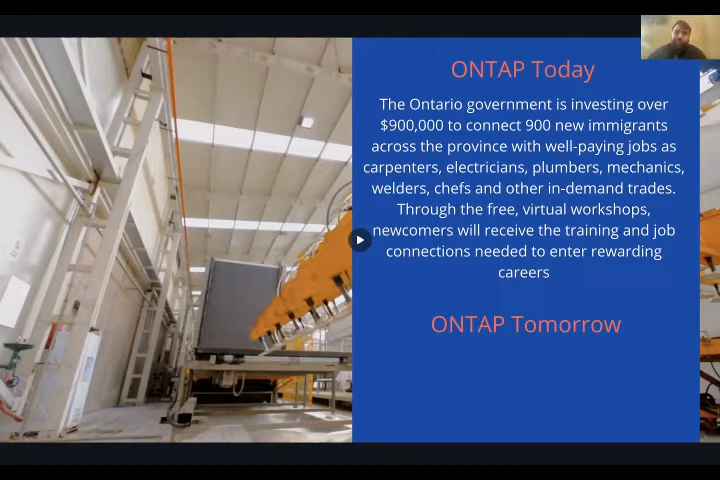 ONTAP Today
The Ontario government is investing over
$900,000 to connect 900 new immigrants
across the province with well-paying jobs as
carpenters, electricians, plumbers, mechanics,
welders, chefs and other in-demand trades.
Through the free, virtual workshops,
newcomers will receive the training and job
connections needed to enter rewarding
careers
ONTAP Tomorrow